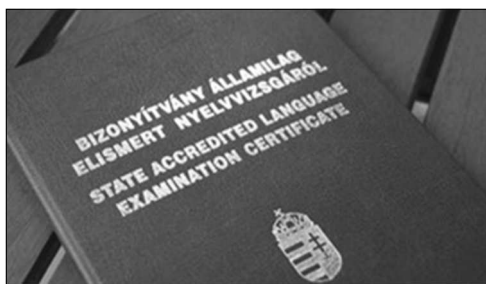 BIZONYÍTVÁNY ÁLLAMILAG
ELISMERT NYELVVIZSGÁRÓL
STATE ACCREDITED LANGUAGE
EXAMINATION CERTIFICATE